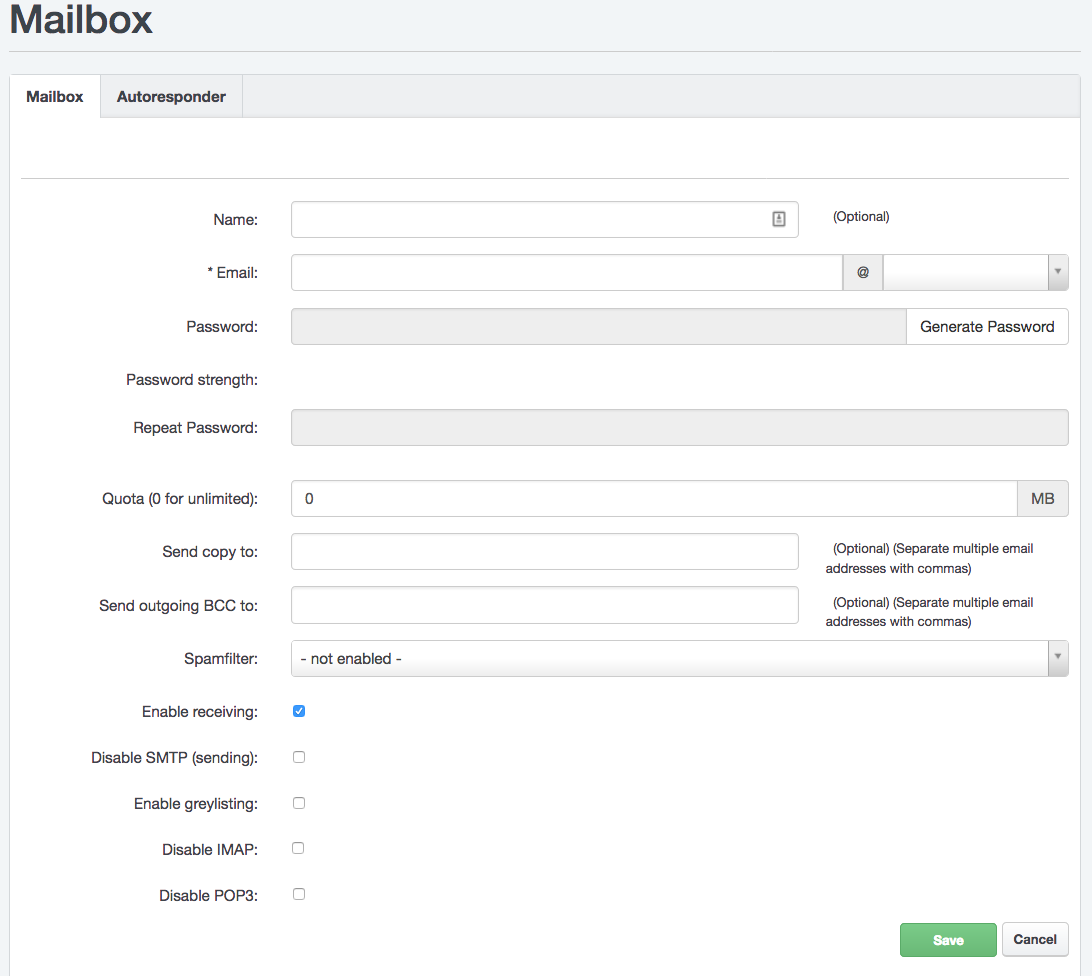 Mailbox
Mailbox
Autoresponder
Name:
(Optional)
* Email:
@
Password:
Generate Password
Password strength:
Repeat Password:
Quota (0 for unlimited):
0
MB
Send copy to:
(Optional) (Separate multiple email
addresses with commas)
Send outgoing BCC to:
(Optional) (Separate multiple email
addresses with commas)
Spamfilter:
- not enabled -
Enable receiving:
Disable SMTP (sending):
Enable greylisting:
Disable IMAP:
Disable POP3:
Save
Cancel